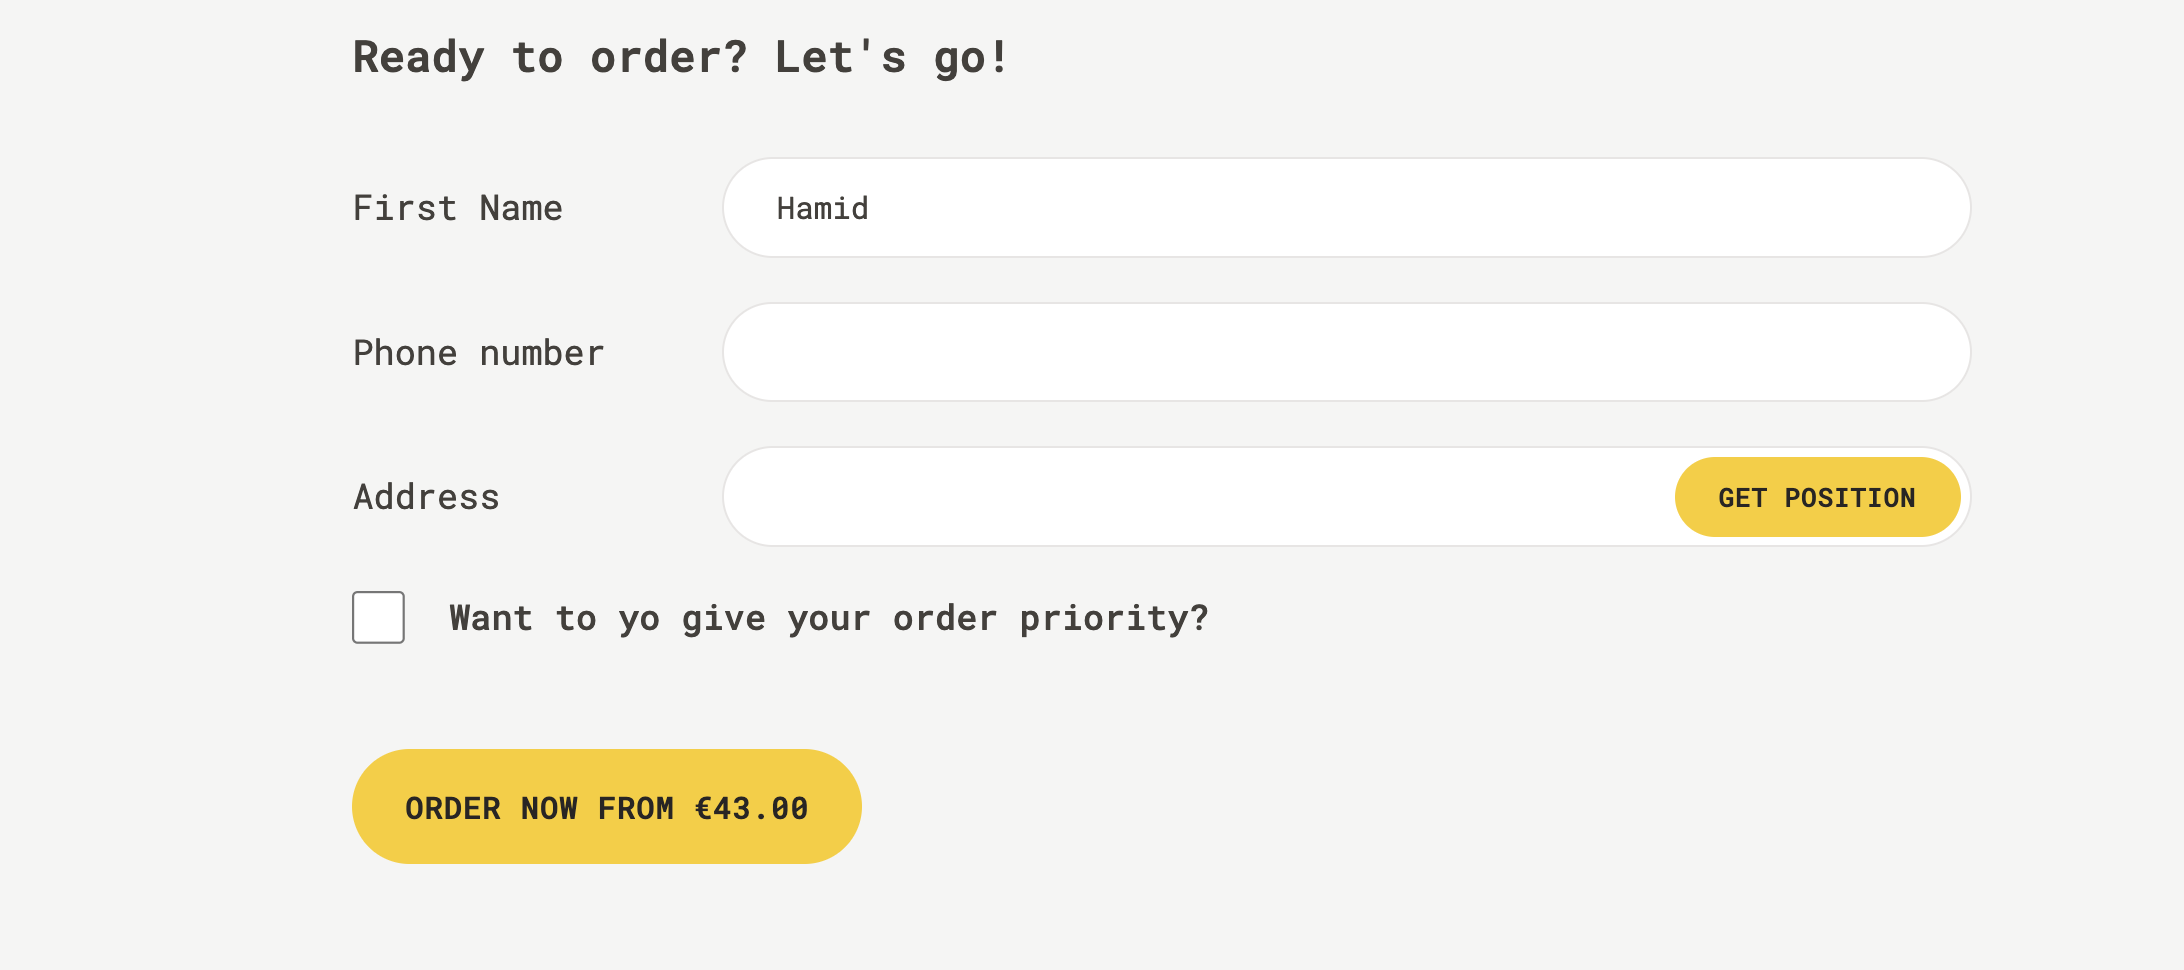 Ready to order? Let's go!
First Name
Hamid
Phone number
Address
GET POSITION
Want to yo give your order priority?
ORDER NOW FROM €43.00